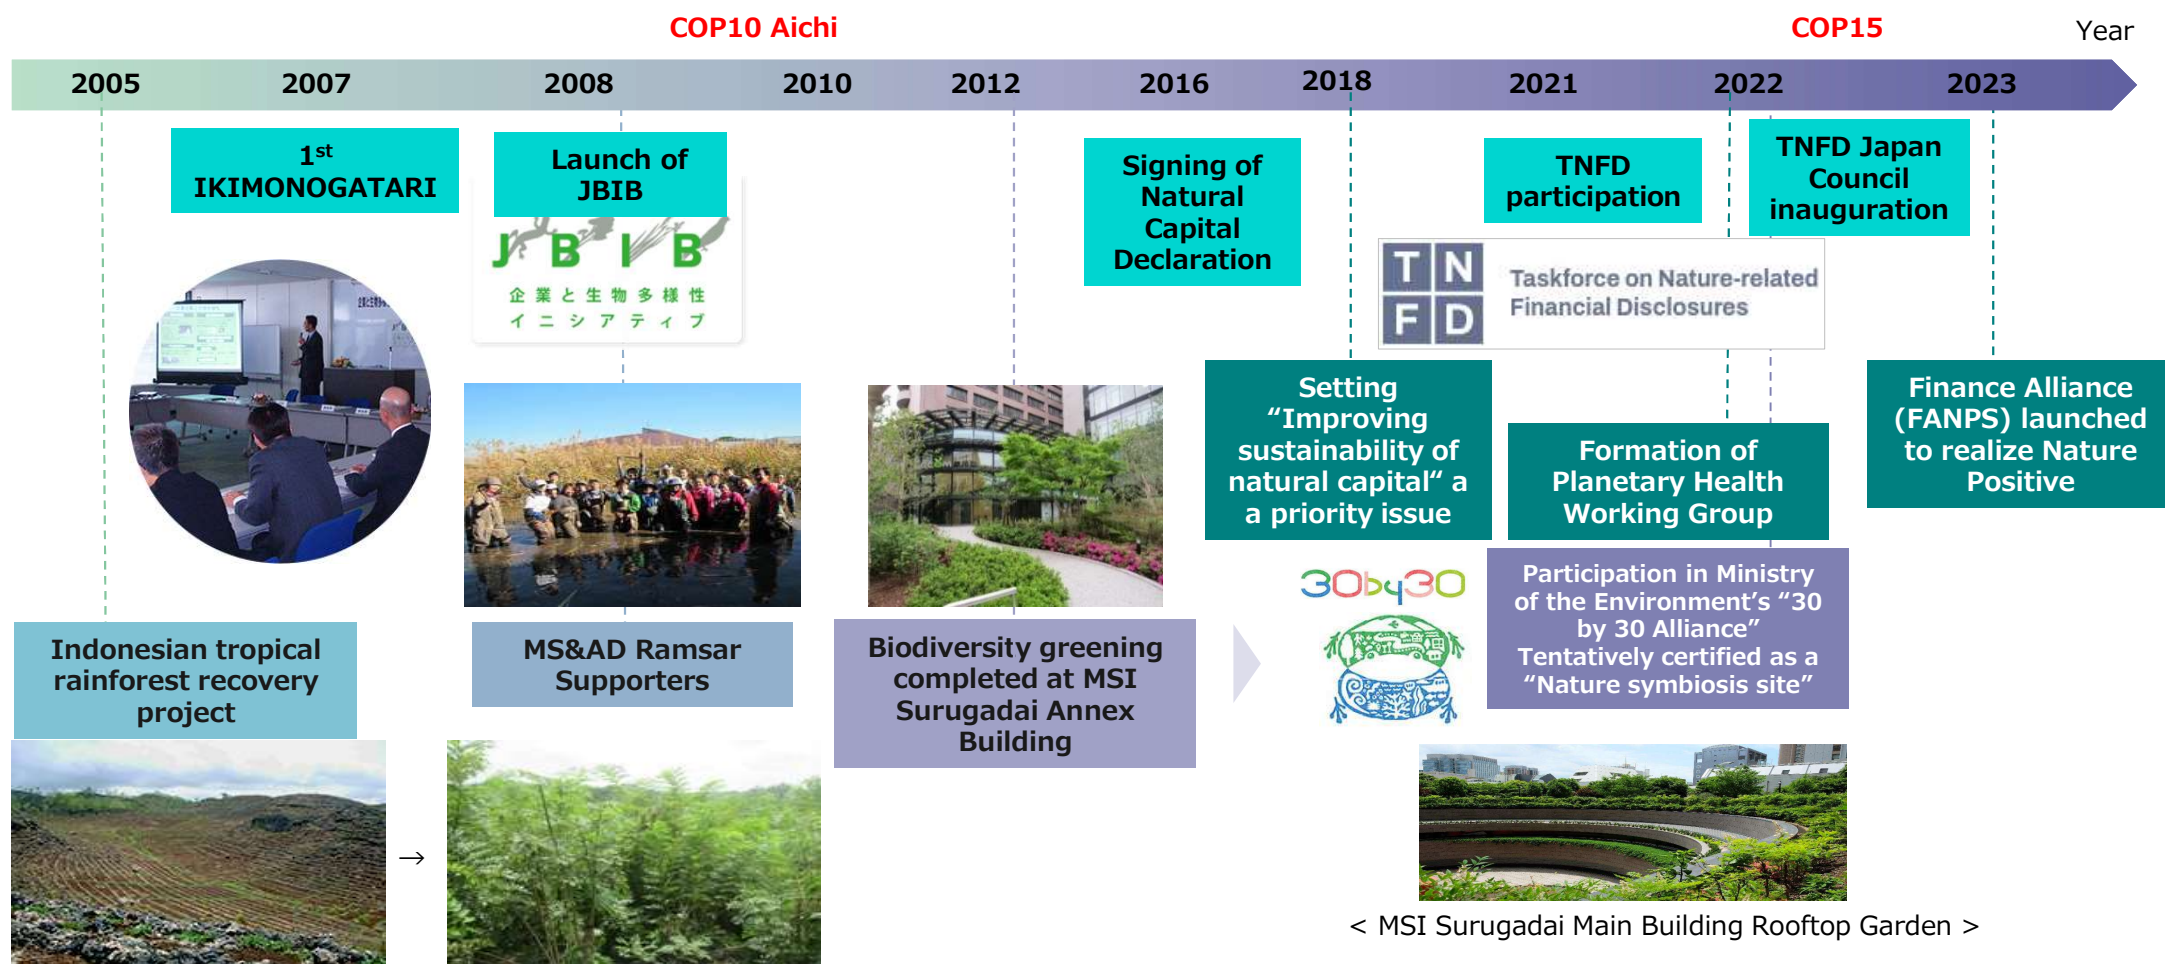 COP10 Aichi
COP15
Year
2005
2007
2008
2010
2012
2016
2018
2021
2022
2023
1st
IKIMONOGATARI
Launch of
JBIB
JBIB
企業と生物多様性
イニシアティブ
Signing of
Natural
Capital
Declaration
TNFD
participation
TNFD Japan
Council
inauguration
TN
FD
Taskforce on Nature-related
Financial Disclosures
Setting
“Improving
sustainability of
natural capital“ a
a priority issue
Formation of
Planetary Health
Working Group
Finance Alliance
(FANPS) launched
to realize Nature
Positive
Indonesian tropical
rainforest recovery
project
MS&AD Ramsar
Supporters
Biodiversity greening
completed at MSI
Surugadai Annex
Building
30by30
Participation in Ministry
of the Environment’s “30
by 30 Alliance”
Tentatively certified as a
“Nature symbiosis site”
→
< MSI Surugadai Main Building Rooftop Garden >